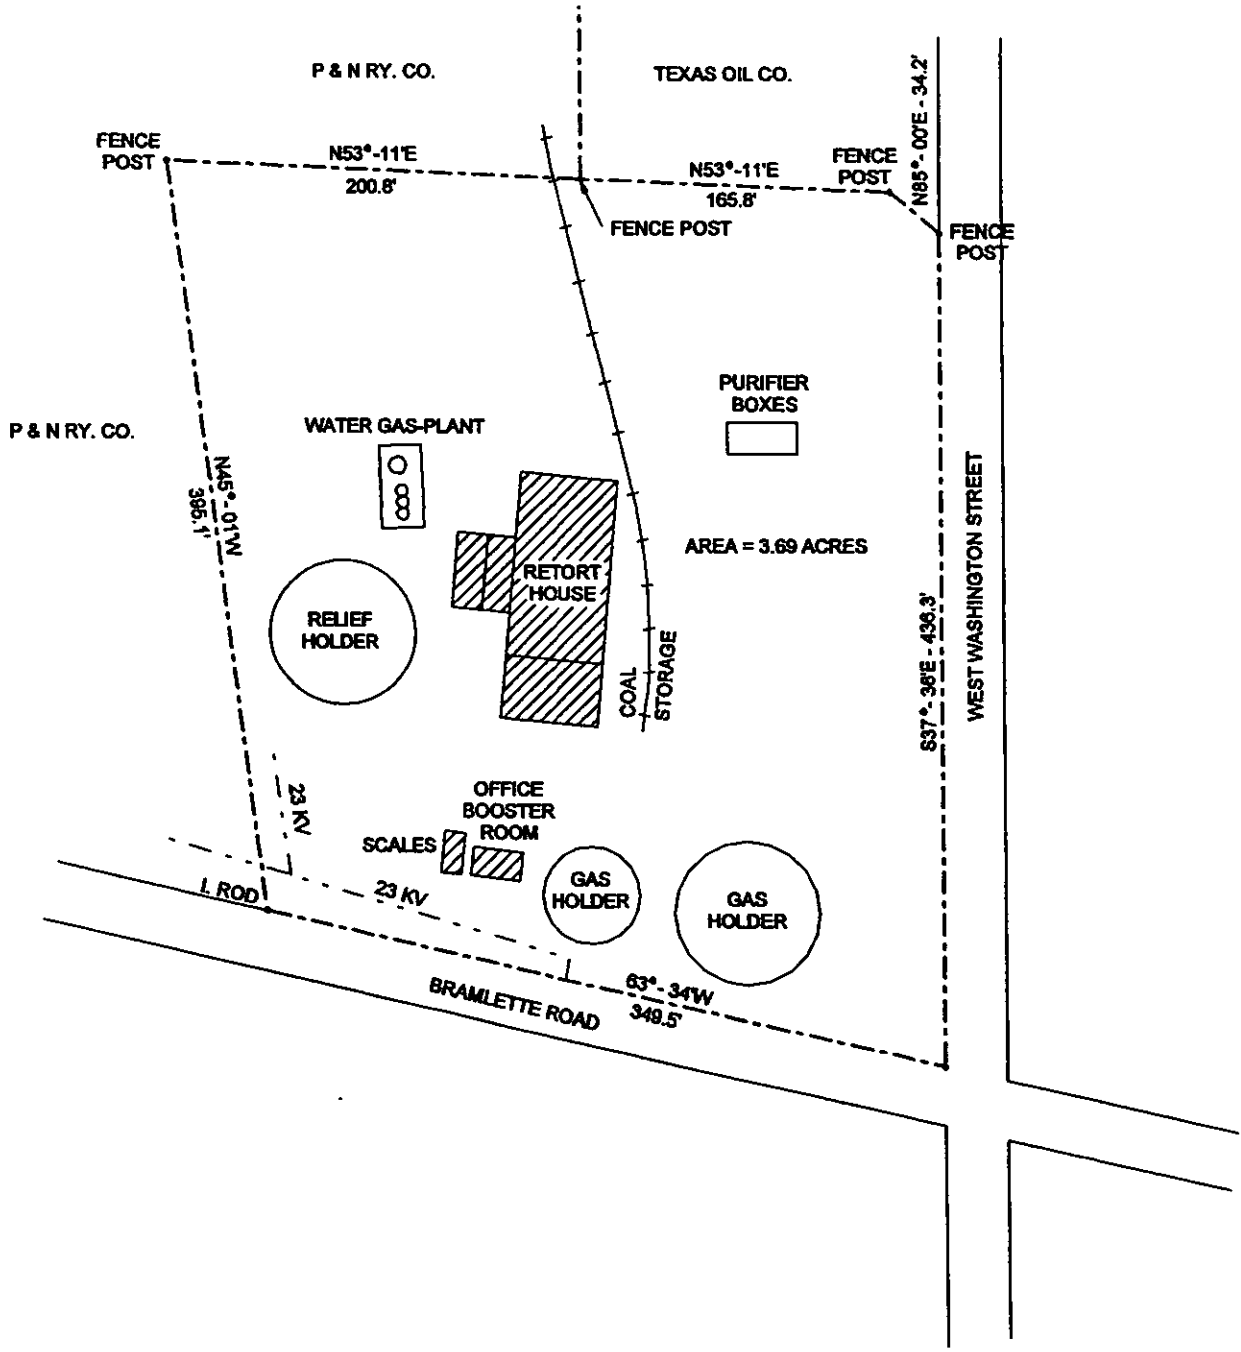 P & N RY. CO.
TEXAS OIL CO.
N85°-00'E - 34.2'
FENCE
POST
N53°-11'E
200.8'
N53°-11'E
165.8'
FENCE
POST
FENCE POST
FENCE
POST
PURIFIER
BOXES
WATER GAS-PLANT
P & N RY. CO.
N45°-01'W
395.1'
AREA = 3.69 ACRES
WEST WASHINGTON STREET
RETORT
HOUSE
RELIEF
HOLDER
COAL
STORAGE
S37°-36'E - 436.3'
23 KV
OFFICE
BOOSTER
ROOM
SCALES
I. ROD
23 KV
GAS
HOLDER
GAS
HOLDER
63°-34'W
349.5'
BRAMLETTE ROAD